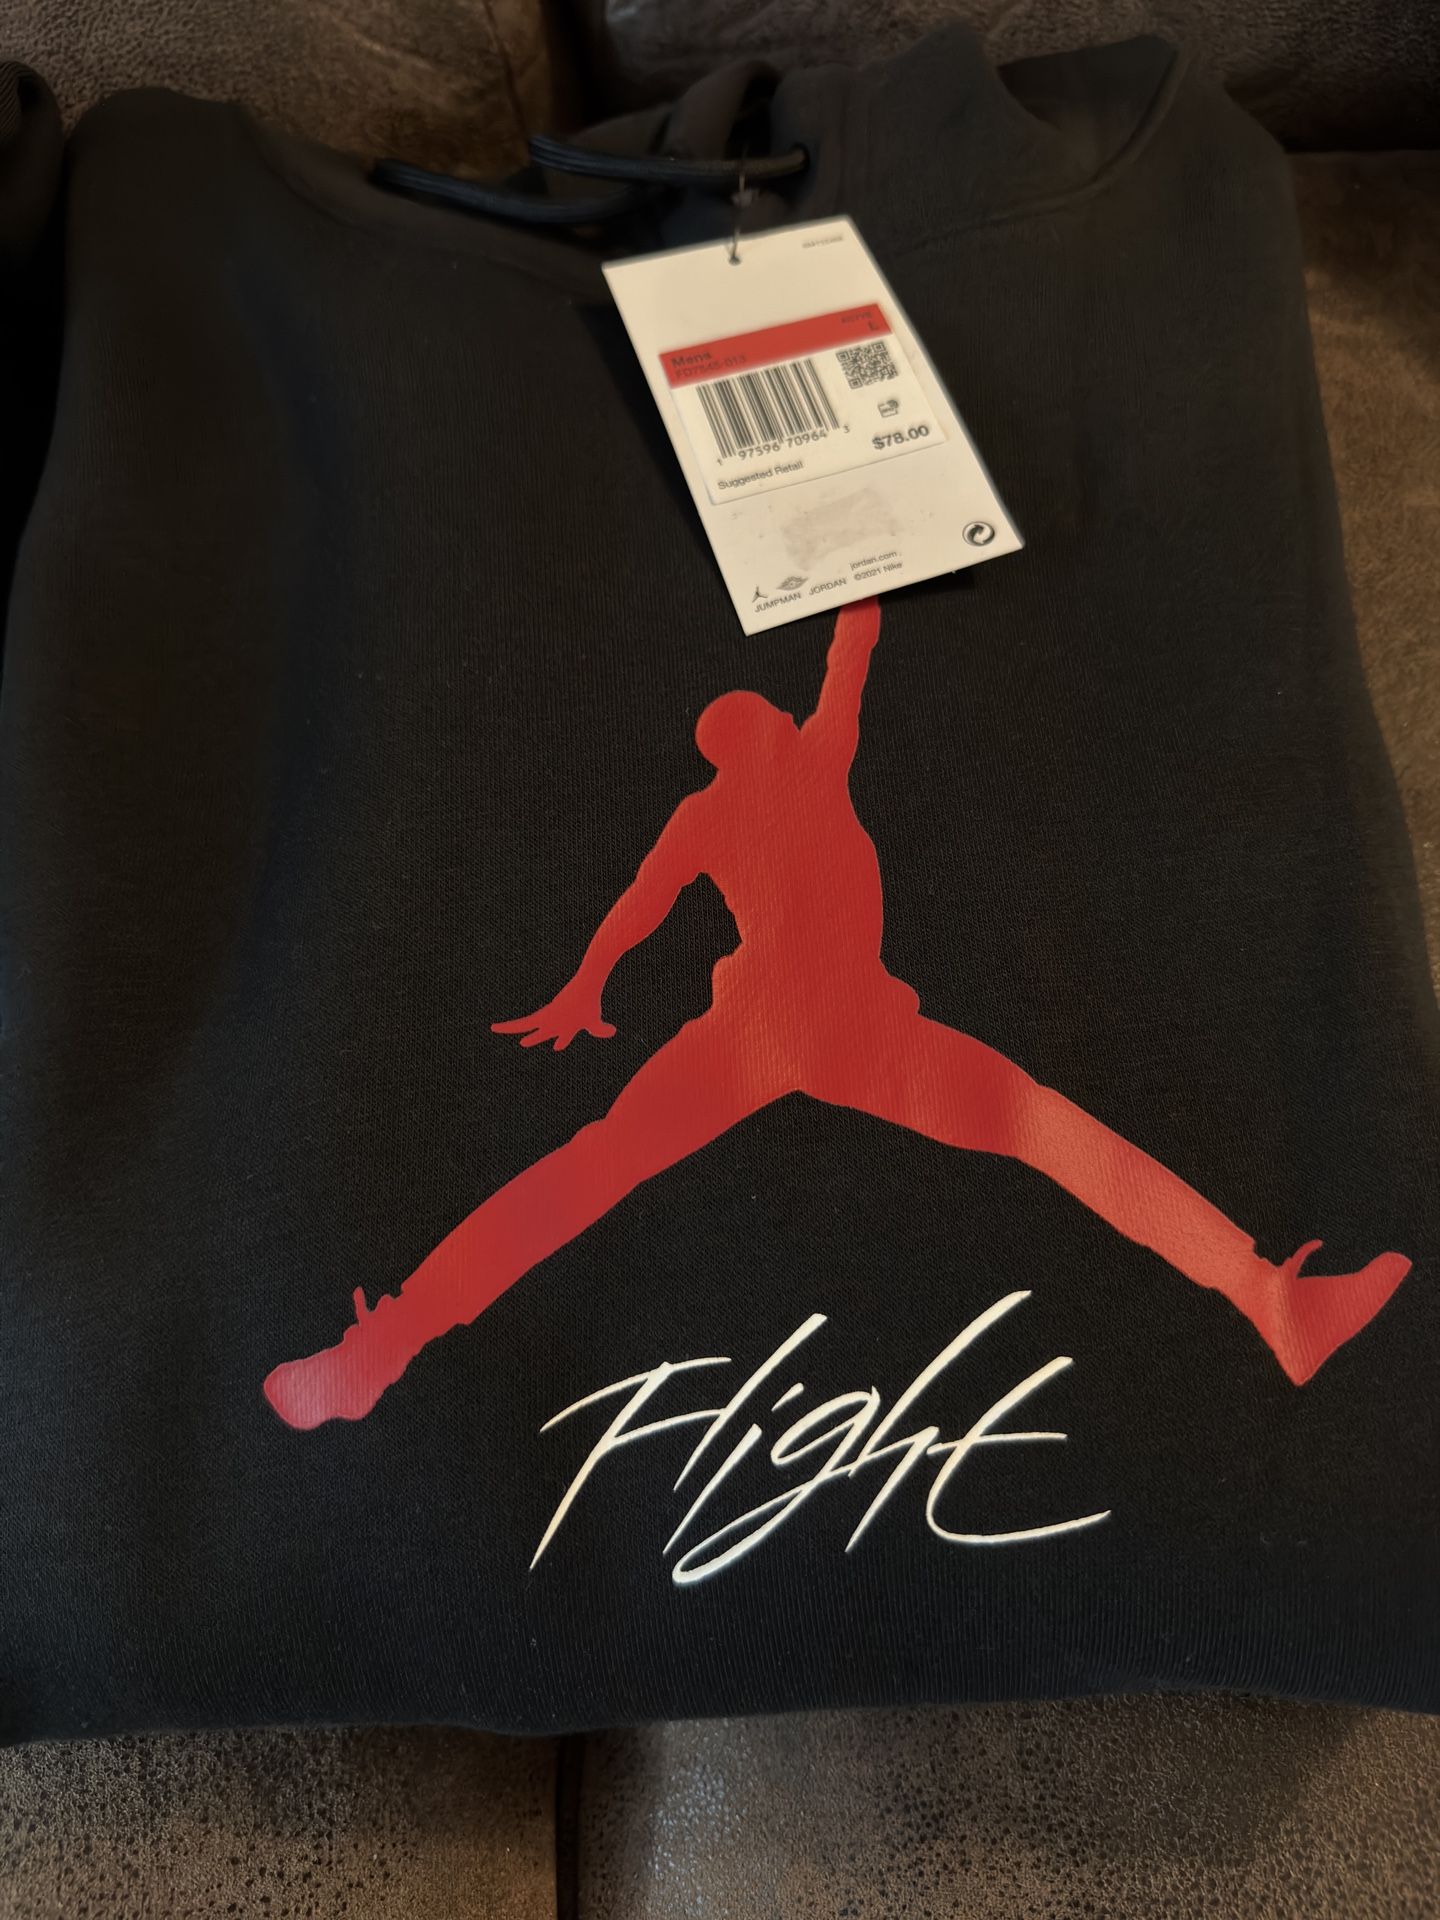 L
Mens
FD7545-013
1 97596 70964 3
$78.00
Suggested Retail
jordan.com
JUMPMAN JORDAN ©2021 Nike
Flight